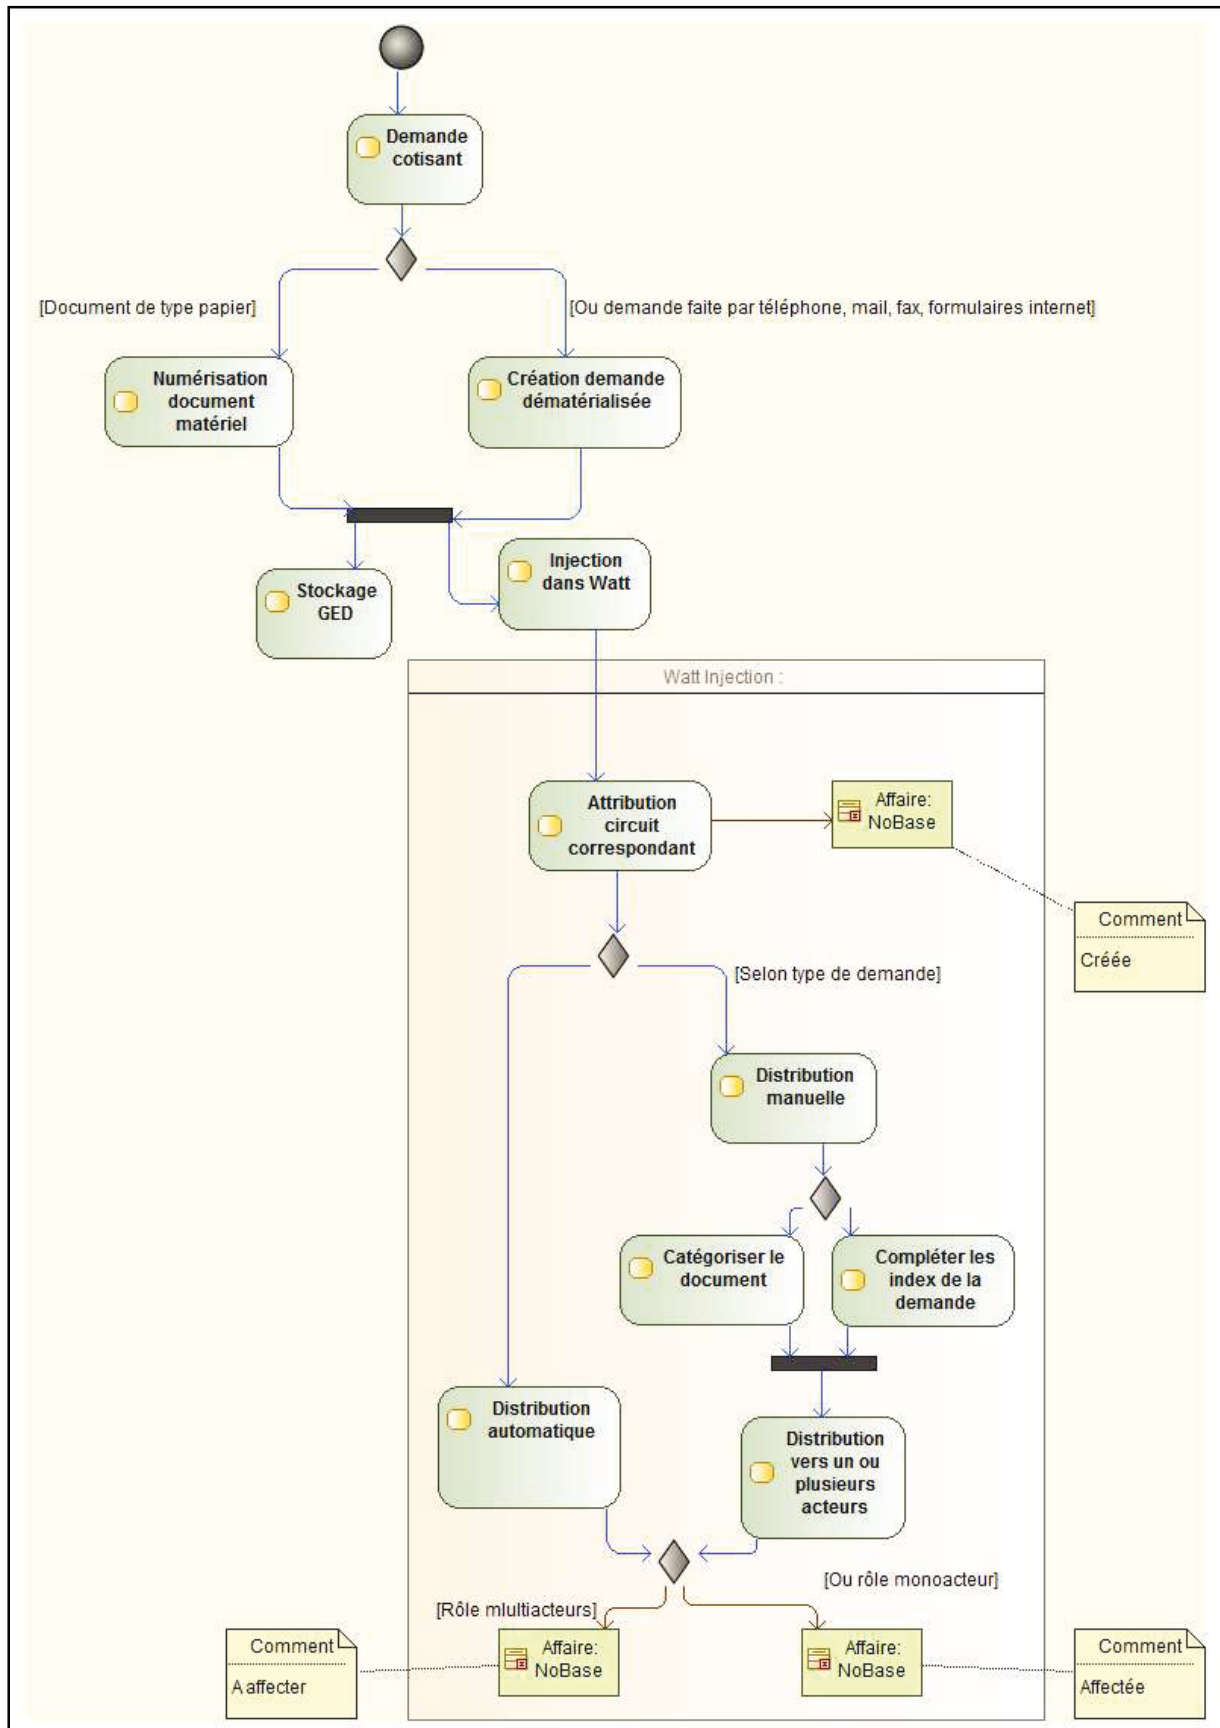 Demande
cotisant
[Document de type papier]
[Ou demande faite par téléphone, mail, fax, formulaires internet]
Numérisation
document
matériel
Création demande
dématérialisée
Injection
dans Watt
Stockage
GED
Watt Injection :
Attribution
circuit
correspondant
Affaire:
NoBase
Comment
Créée
[Selon type de demande]
Distribution
manuelle
Catégoriser le
document
Compléter les
index de la
demande
Distribution
automatique
Distribution
vers un ou
plusieurs
acteurs
[Ou rôle monoacteur]
[Rôle mlultiacteurs]
Comment
A affecter
Affaire:
NoBase
Affaire:
NoBase
Comment
Affectée